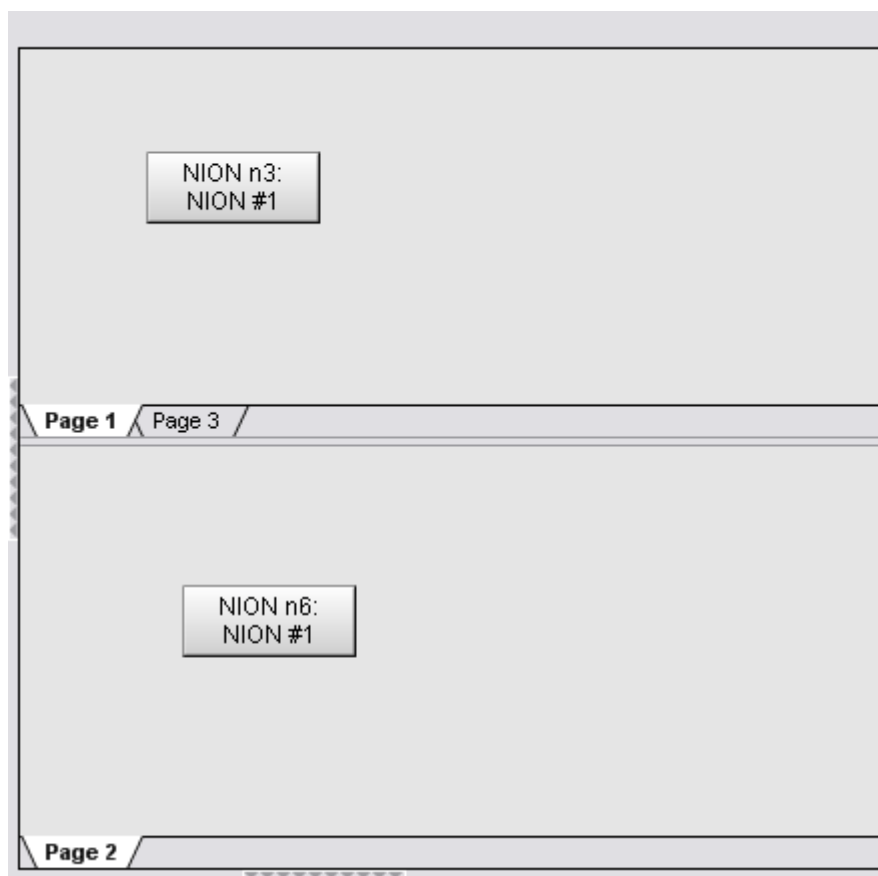 NION n3:
NION #1
Page 1
Page 3
NION n6:
NION #1
Page 2